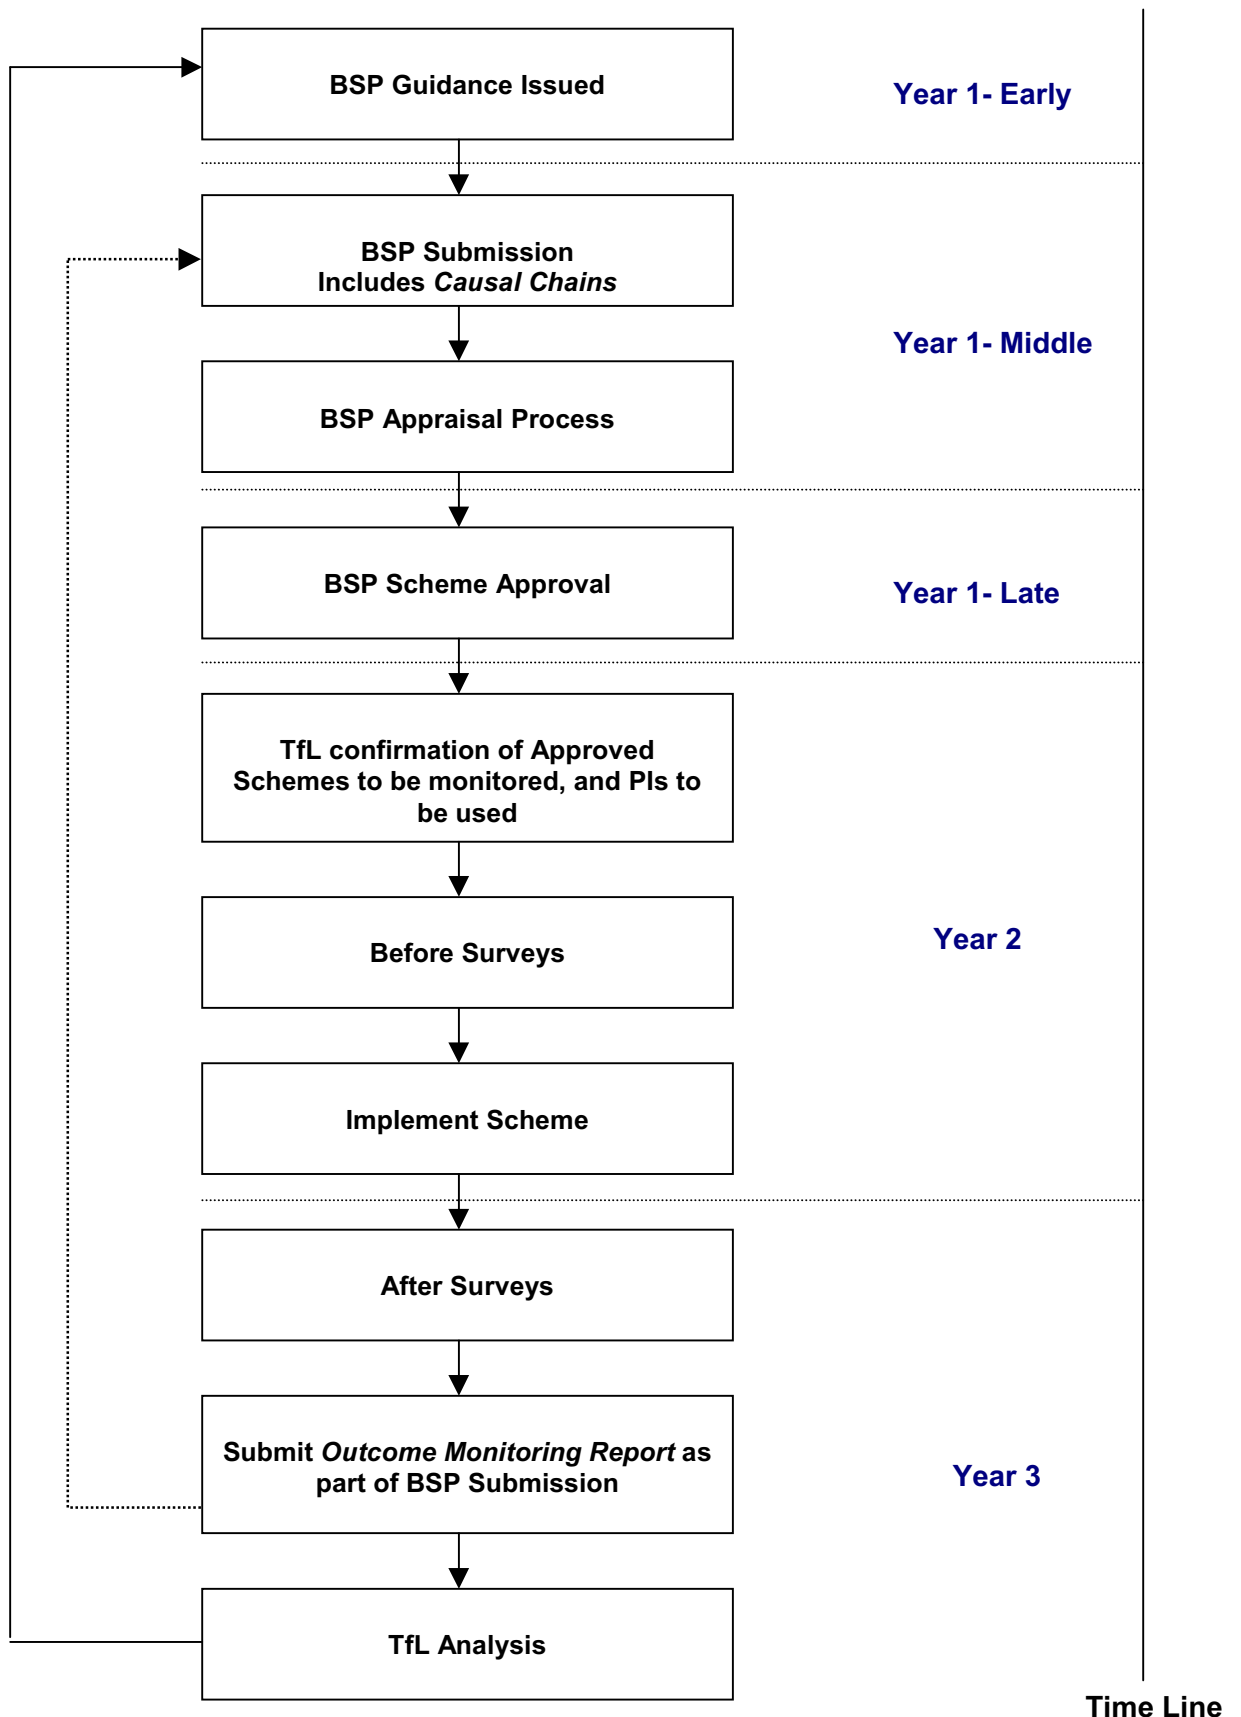 BSP Guidance Issued
Year 1- Early
BSP Submission
Includes Causal Chains
Year 1- Middle
BSP Appraisal Process
BSP Scheme Approval
Year 1- Late
TfL confirmation of Approved
Schemes to be monitored, and PIs to
be used
Before Surveys
Year 2
Implement Scheme
After Surveys
Submit Outcome Monitoring Report as
part of BSP Submission
Year 3
TfL Analysis
Time Line